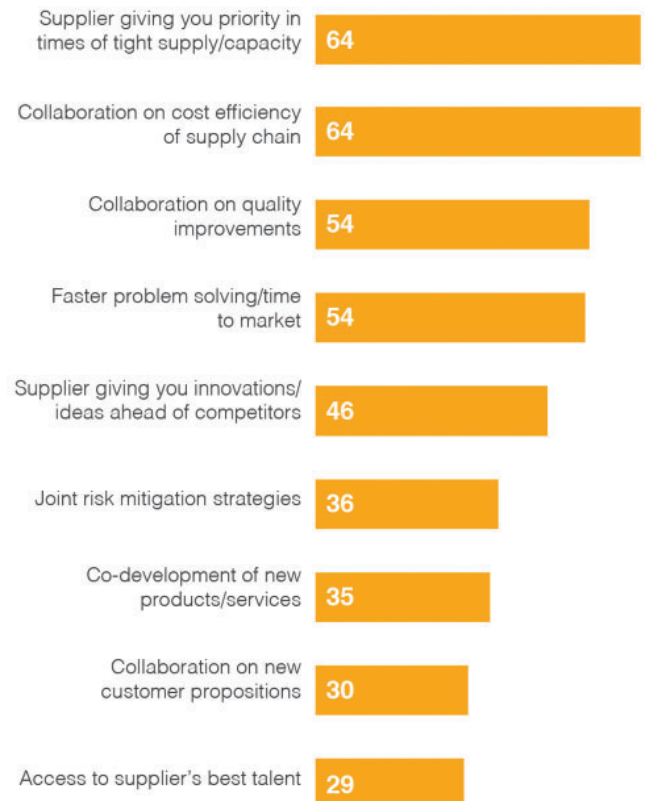 Supplier giving you priority in
times of tight supply/capacity
64
Collaboration on cost efficiency
of supply chain
64
Collaboration on quality
improvements
54
Faster problem solving/time
to market
54
Supplier giving you innovations/
ideas ahead of competitors
46
Joint risk mitigation strategies
36
Co-development of new
products/services
35
Collaboration on new
customer propositions
30
Access to supplier's best talent
29